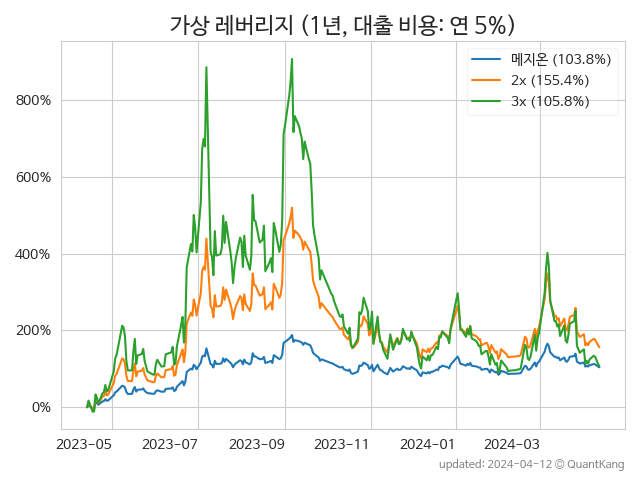 가상 레버리지 (1년, 대출 비용: 연 5%)
메지온 (103.8%)
2x (155.4%)
3x (105.8%)
800%
600%
400%
200%
0%
2023-05 2023-07 2023-09 2023-11 2024-01 2024-03
updated: 2024-04-12 © QuantKang